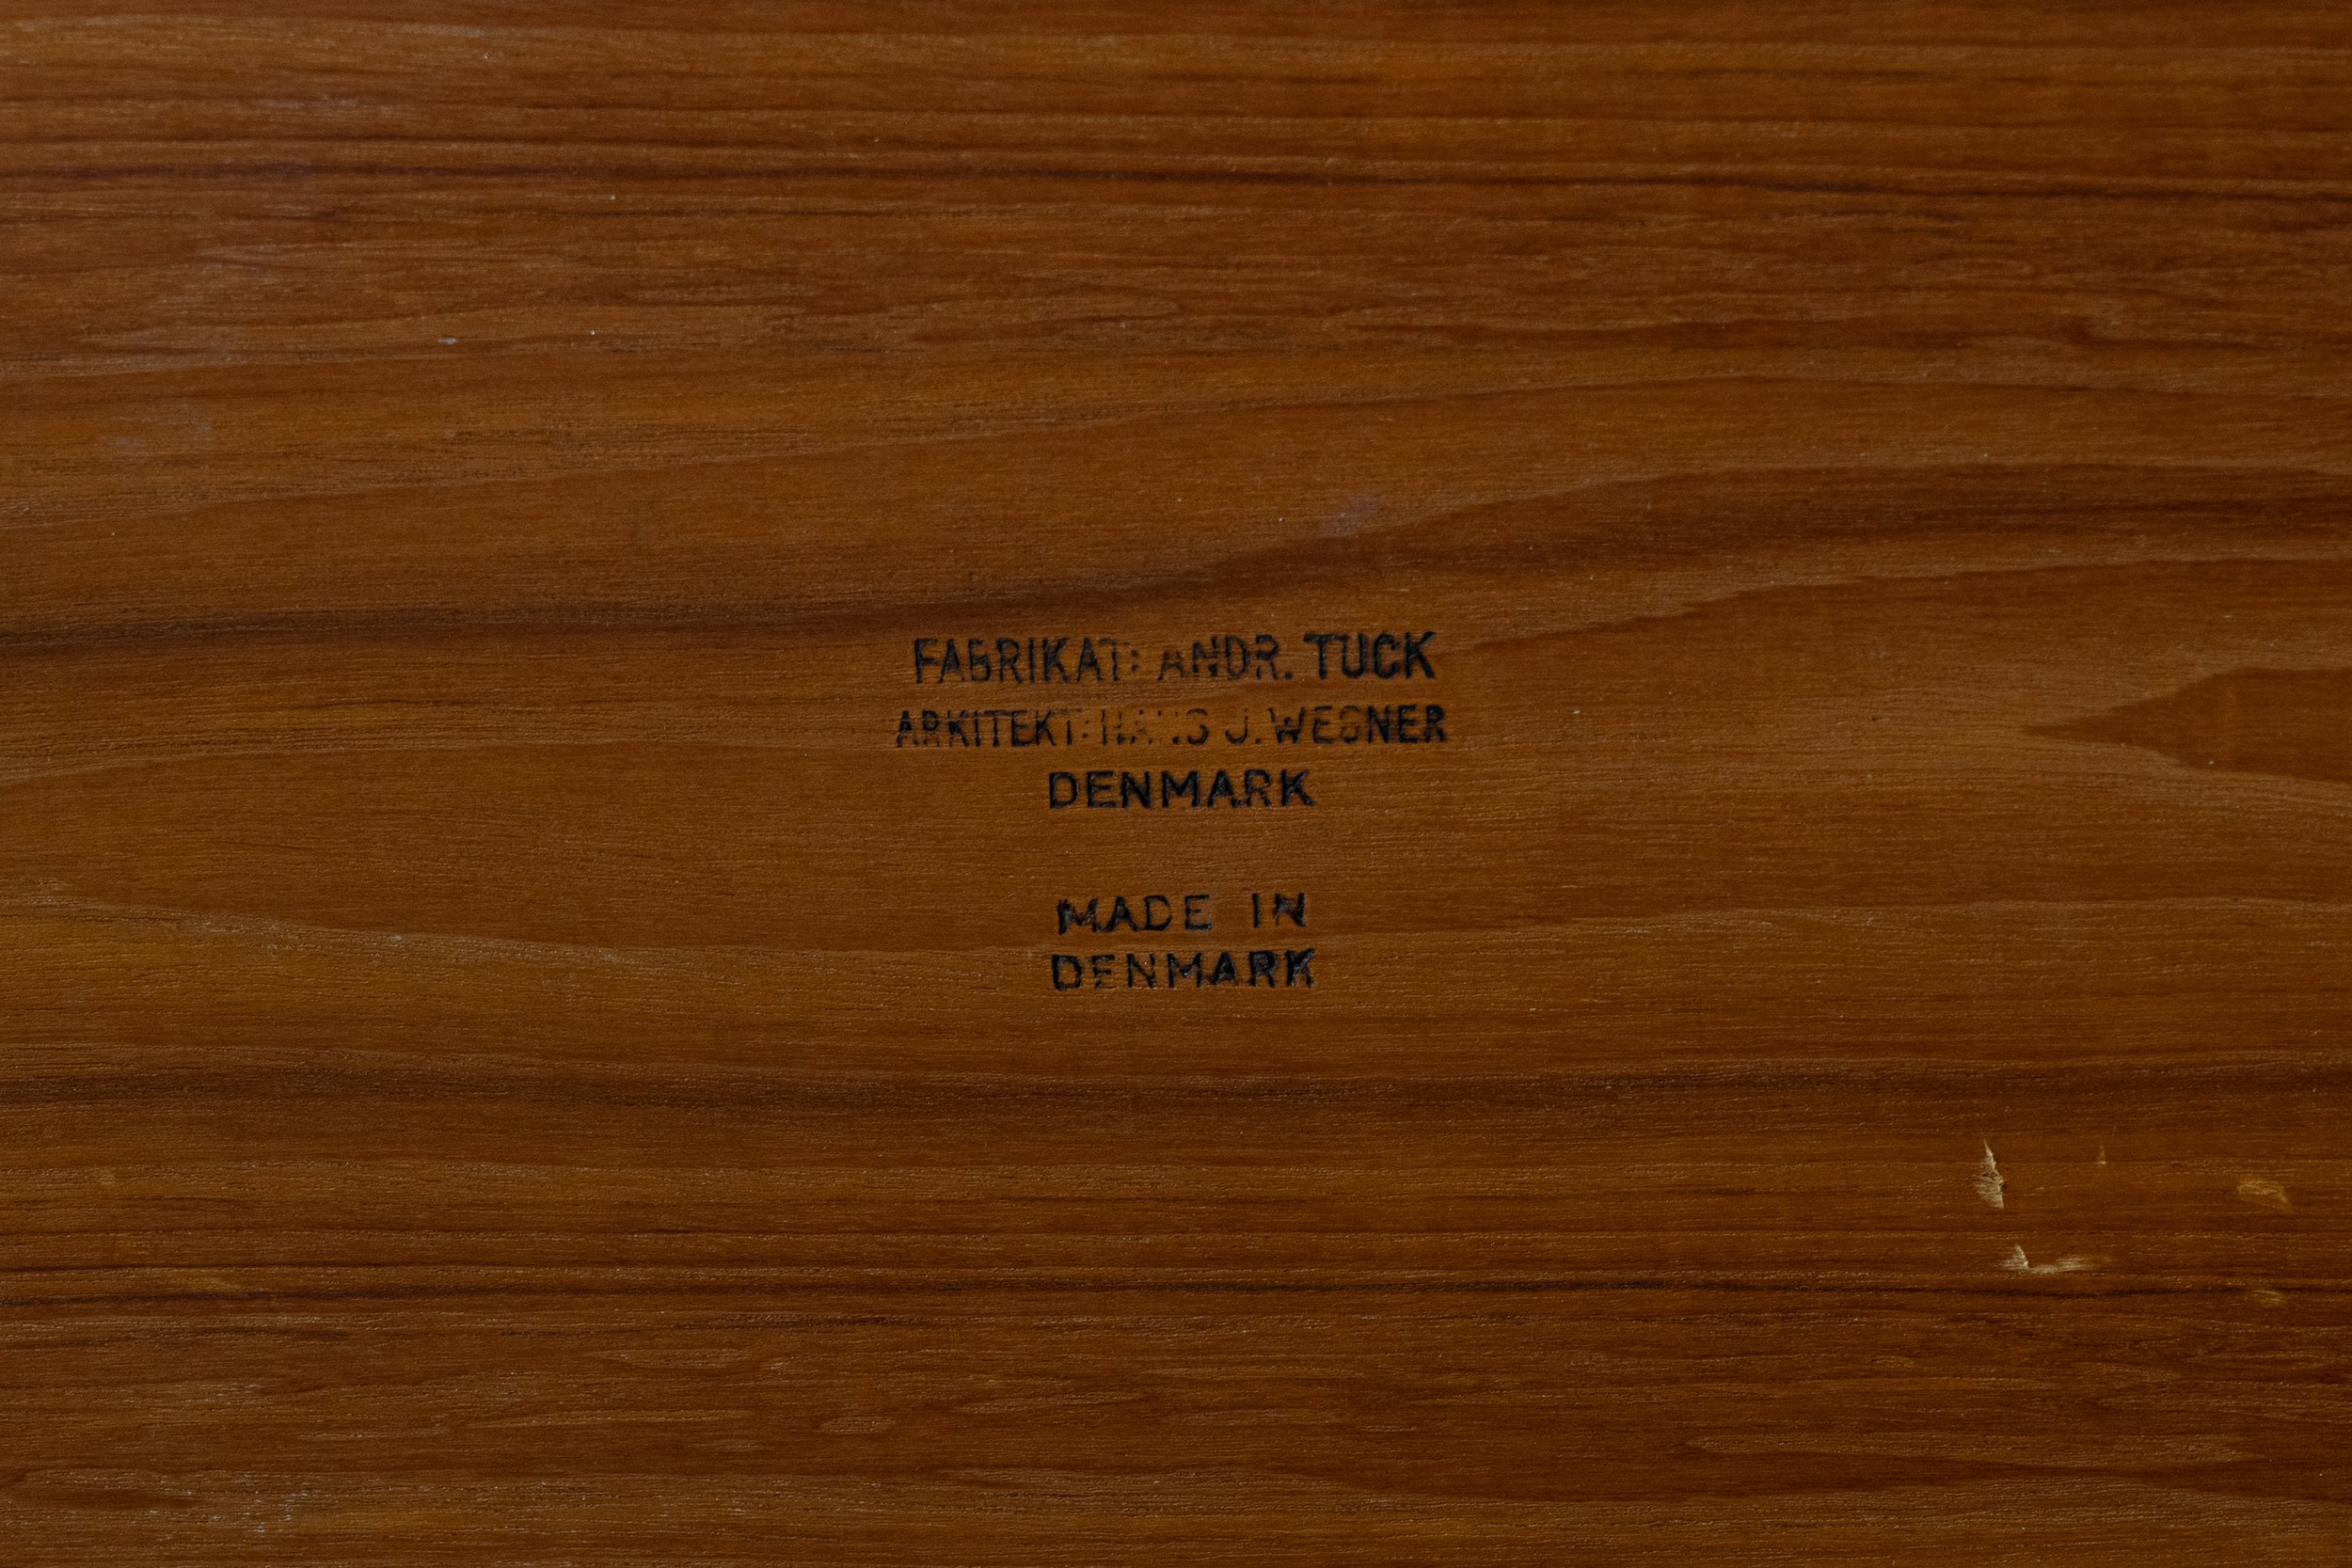 FABRIKAT: ANDR. TUCK
ARKITEKT: HANS J. WEGNER
DENMARK
MADE IN
DENMARK